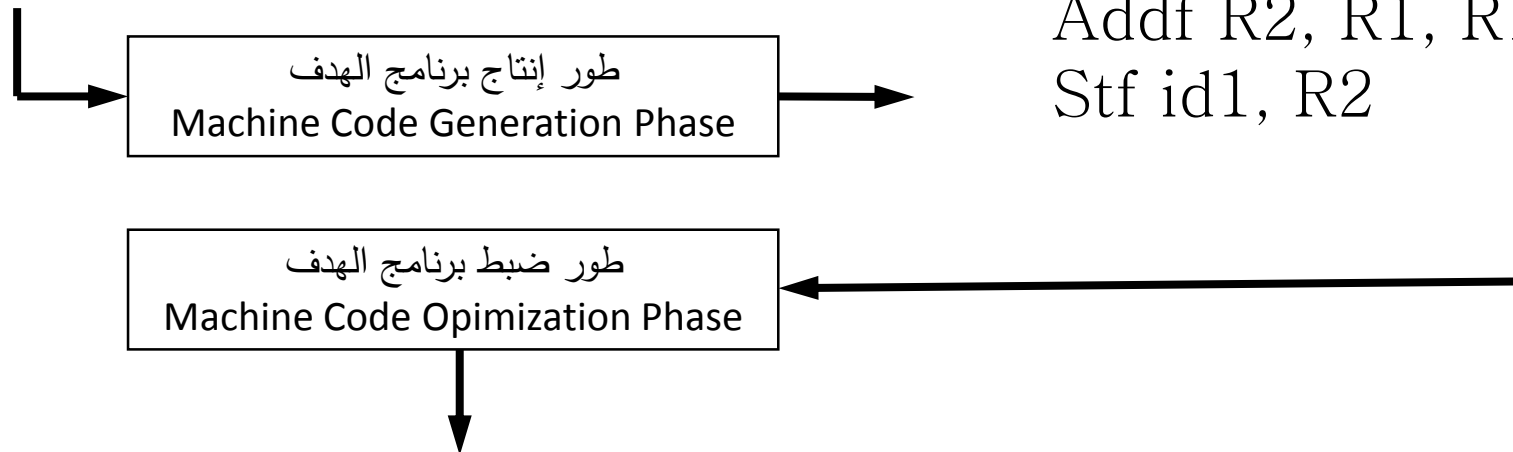 Addf R2, R1, R
Stf id1, R2
طور إنتاج برنامج الهدف
Machine Code Generation Phase
طور ضبط برنامج الهدف
Machine Code Opimization Phase